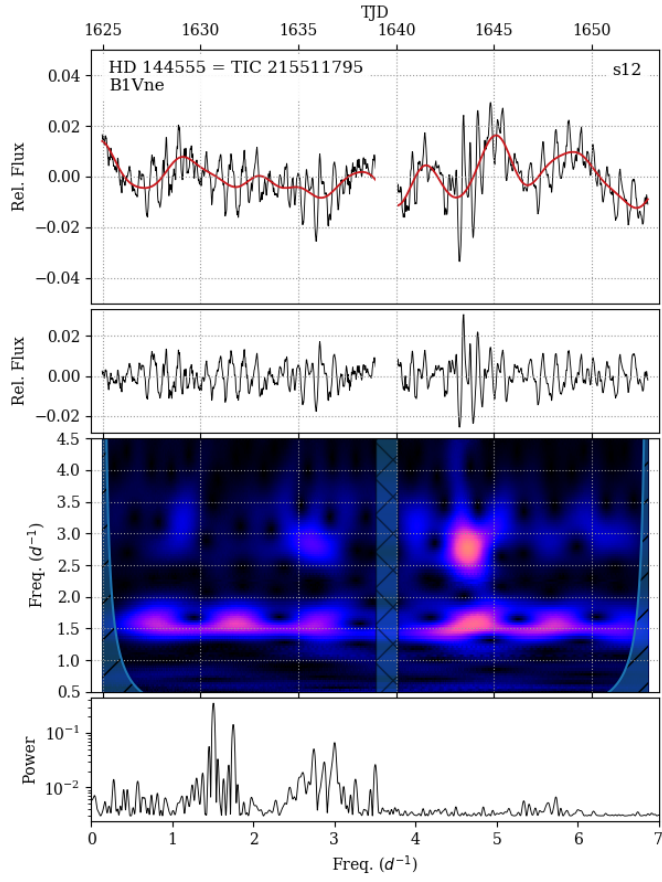 TJD
1625 1630 1635 1640 1645 1650
HD 144555 = TIC 215511795 s12
B1Vne
0.04
0.02
0.00
−0.02
−0.04
Rel. Flux
0.02
0.00
−0.02
Rel. Flux
4.5
4.0
3.5
3.0
2.5
2.0
1.5
1.0
0.5
Freq. (d⁻¹)
10⁻¹
10⁻²
Power
0 1 2 3 4 5 6 7
Freq. (d⁻¹)